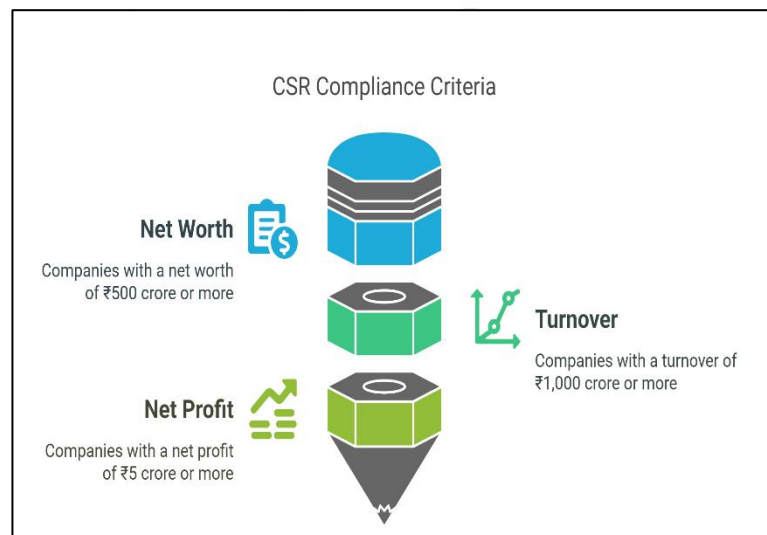 CSR Compliance Criteria
Net Worth
Companies with a net worth
of ₹500 crore or more
Turnover
Companies with a turnover of
₹1,000 crore or more
Net Profit
Companies with a net profit
of ₹5 crore or more